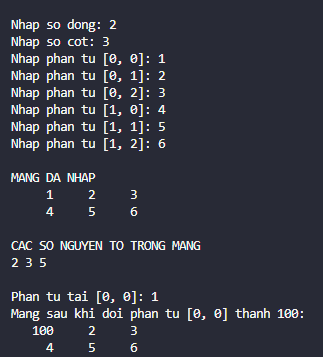 Nhap so dong: 2
Nhap so cot: 3
Nhap phan tu [0, 0]: 1
Nhap phan tu [0, 1]: 2
Nhap phan tu [0, 2]: 3
Nhap phan tu [1, 0]: 4
Nhap phan tu [1, 1]: 5
Nhap phan tu [1, 2]: 6
MANG DA NHAP
1 2 3
4 5 6
CAC SO NGUYEN TO TRONG MANG
2 3 5
Phan tu tai [0, 0]: 1
Mang sau khi doi phan tu [0, 0] thanh 100:
100 2 3
4 5 6